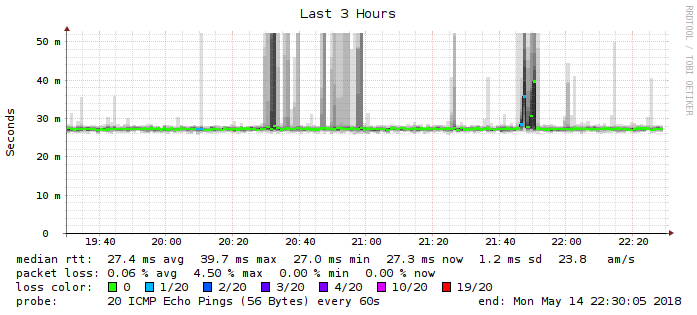 Last 3 Hours
RRDTOOL / TOBI OETIKER
Seconds
50 m
40 m
30 m
20 m
10 m
0
19:40 20:00 20:20 20:40 21:00 21:20 21:40 22:00 22:20
median rtt: 27.4 ms avg 39.7 ms max 27.0 ms min 27.3 ms now 1.2 ms sd 23.8 am/s
packet loss: 0.06 % avg 4.50 % max 0.00 % min 0.00 % now
loss color: 0 1/20 2/20 3/20 4/20 10/20 19/20
probe: 20 ICMP Echo Pings (56 Bytes) every 60s end: Mon May 14 22:30:05 2018